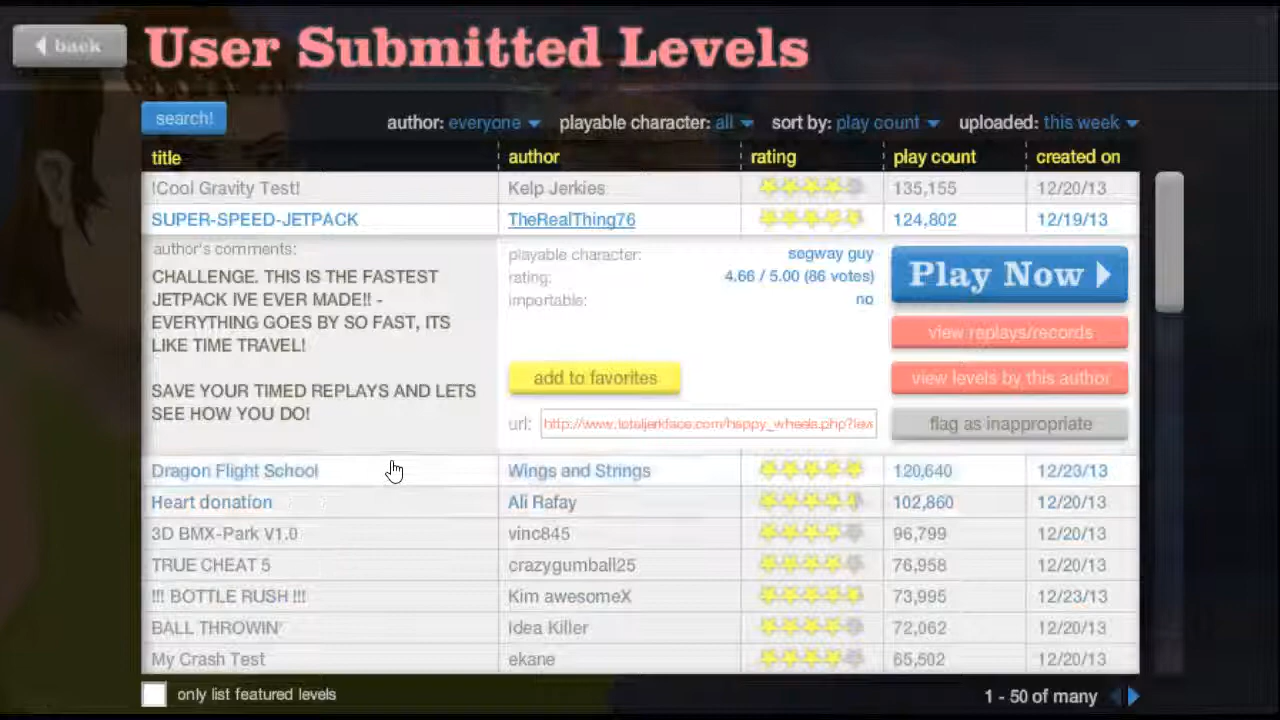 back
User Submitted Levels
search!
author: everyone playable character: all sort by: play count uploaded: this week
title author rating play count created on
!Cool Gravity Test! Kelp Jerkies 135,155 12/20/13
SUPER-SPEED-JETPACK TheRealThing76 124,802 12/19/13
author's comments:
CHALLENGE. THIS IS THE FASTEST
JETPACK IVE EVER MADE!! -
EVERYTHING GOES BY SO FAST, ITS
LIKE TIME TRAVEL!
SAVE YOUR TIMED REPLAYS AND LETS
SEE HOW YOU DO!
playable character: segway guy
rating: 4.66 / 5.00 (86 votes)
importable: no
add to favorites
url: http://www.totaljerkface.com/happy_wheels.php?lev
Play Now
view replays/records
view levels by this author
flag as inappropriate
Dragon Flight School Wings and Strings 120,640 12/23/13
Heart donation Ali Rafay 102,860 12/20/13
3D BMX-Park V1.0 vinc845 96,799 12/20/13
TRUE CHEAT 5 crazygumball25 76,958 12/20/13
!!! BOTTLE RUSH !!! Kim awesomeX 73,995 12/23/13
BALL THROWIN' Idea Killer 72,062 12/20/13
My Crash Test ekane 65,502 12/20/13
only list featured levels 1 - 50 of many